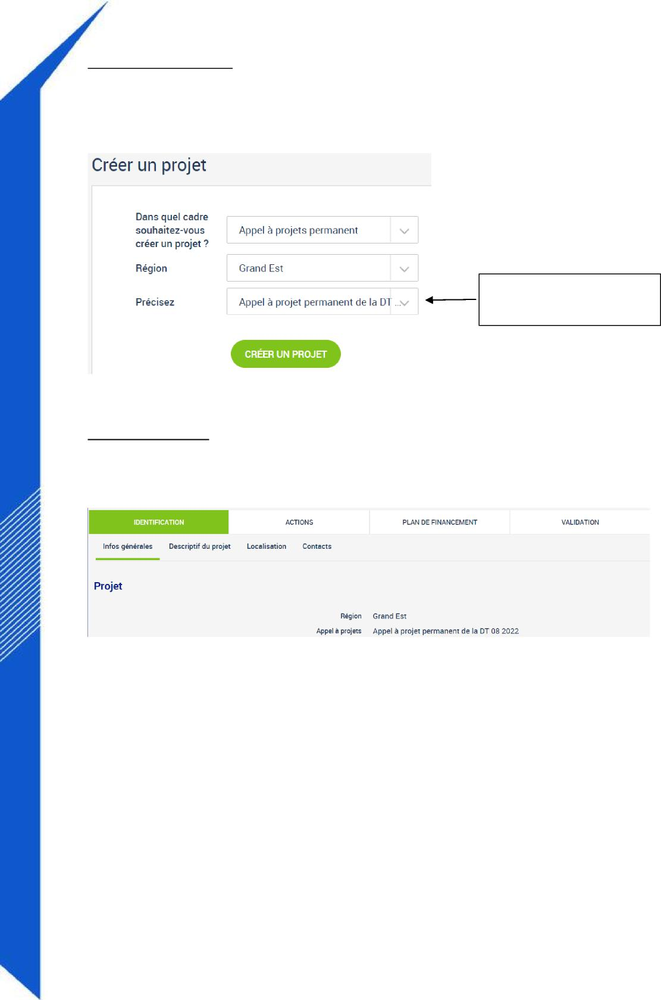 Créer un projet
Dans quel cadre
souhaitez-vous
créer un projet ?
Appel à projets permanent
Région
Grand Est
Précisez
Appel à projet permanent de la DT ...
CRÉER UN PROJET
IDENTIFICATION
ACTIONS
PLAN DE FINANCEMENT
VALIDATION
Infos générales
Descriptif du projet
Localisation
Contacts
Projet
Région
Grand Est
Appel à projets
Appel à projet permanent de la DT 08 2022